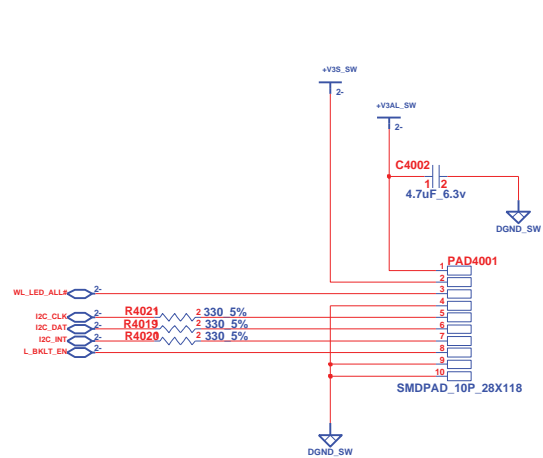 +V3S_SW
2-
+V3AL_SW
2-
C4002
1 2
4.7uF_6.3v
DGND_SW
PAD4001
1
2
WL_LED_ALL# 2- 3
4
I2C_CLK 2- R4021 2 330 5% 5
I2C_DAT 2- R4019 2 330 5% 6
I2C_INT 2- R4020 2 330 5% 7
L_BKLT_EN 2- 8
9
10
SMDPAD_10P_28X118
DGND_SW